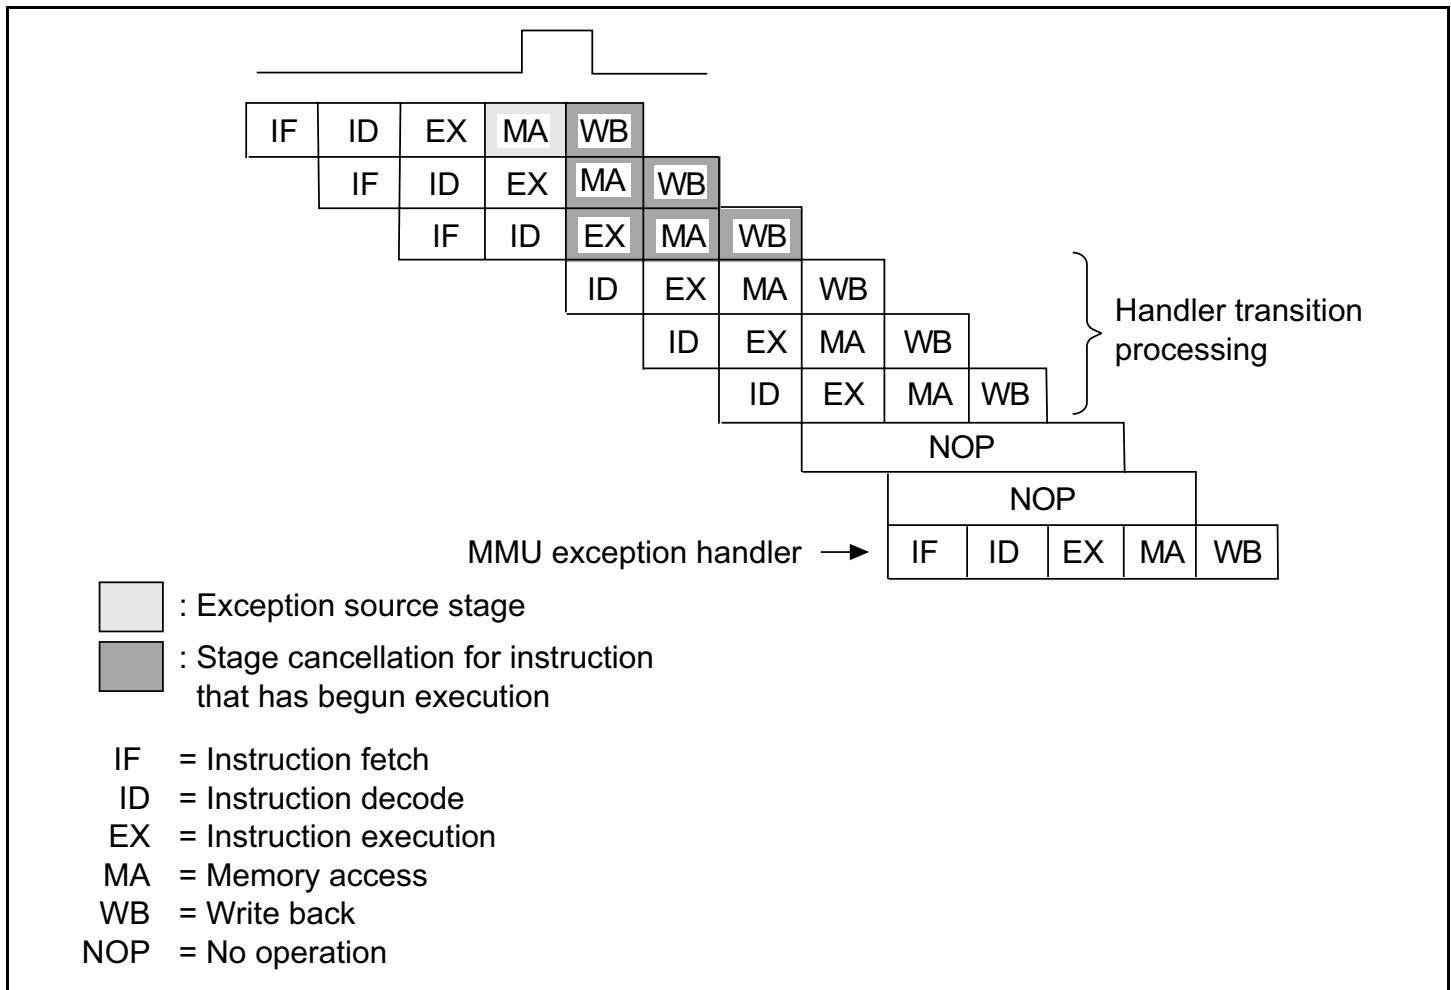 IF ID EX MA WB
IF ID EX MA WB
IF ID EX MA WB
ID EX MA WB
ID EX MA WB
ID EX MA WB
Handler transition
processing
NOP
NOP
MMU exception handler IF ID EX MA WB
: Exception source stage
: Stage cancellation for instruction
that has begun execution
IF = Instruction fetch
ID = Instruction decode
EX = Instruction execution
MA = Memory access
WB = Write back
NOP = No operation